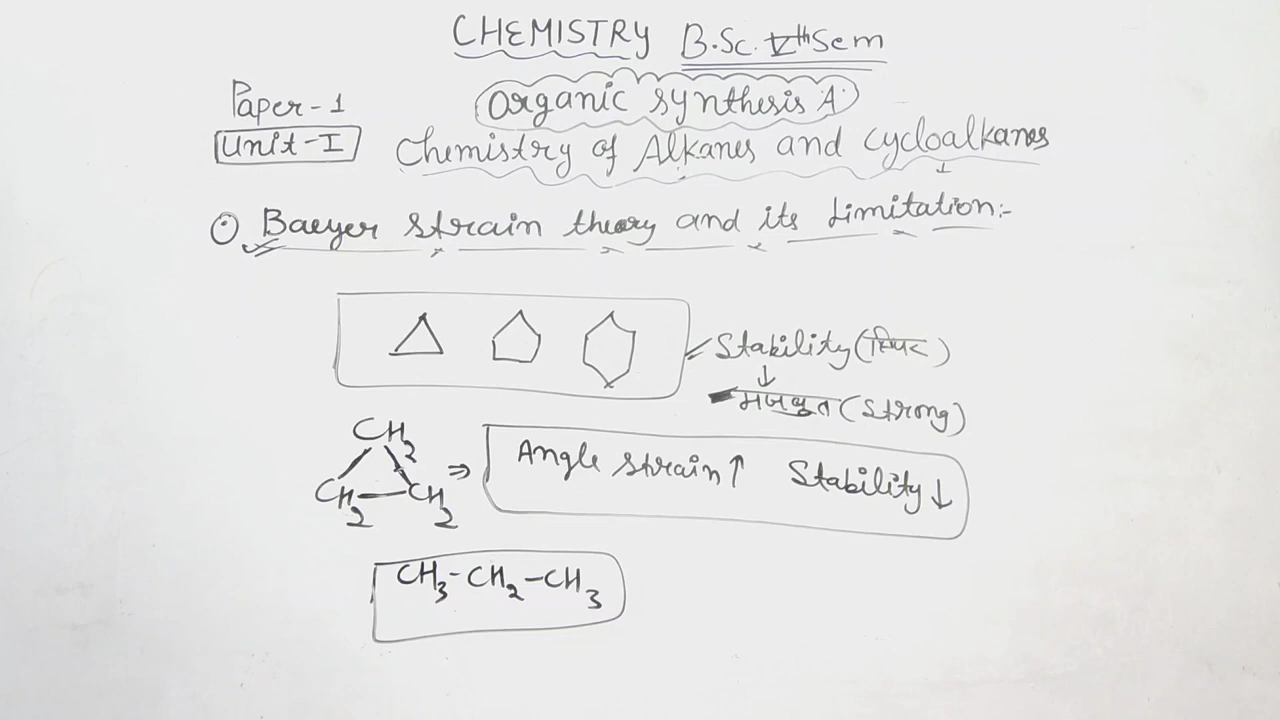 CHEMISTRY B.Sc. Vth Sem
Organic synthesis A
Paper-1
Unit-I
Chemistry of Alkanes and cycloalkanes
Baeyer strain theory and its Limitation:-
Stability (स्थिर)
मजबूत (Strong)
CH2
CH2 CH2
⇒ Angle strain ↑ Stability ↓
CH3-CH2-CH3